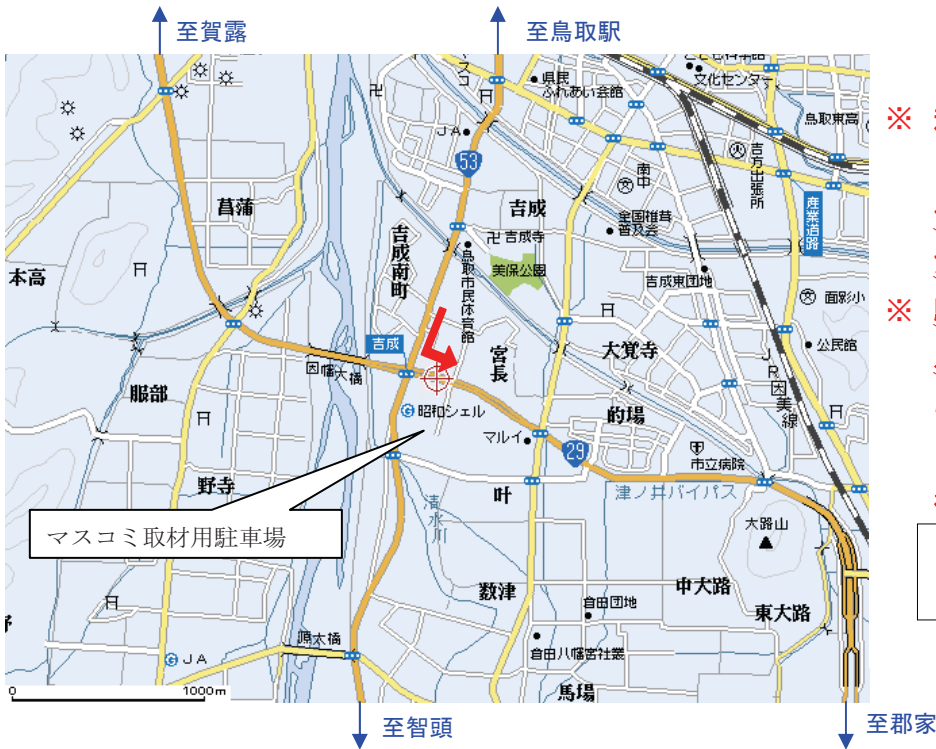 至賀露
至鳥取駅
県民
ふれあい会館
文化センター
鳥取東高
JA
53
南中
吉方出張所
産業道路
菖蒲
吉成
吉成南町
卍吉成寺
全国椎茸
普及会
鳥取市民体育館
美保公園
吉成東団地
面影小
本高
公民館
吉成
宮長
大覚寺
JR因美線
因幡大橋
服部
昭和シェル
的場
マルイ
29
市立病院
野寺
叶
津ノ井バイパス
清水川
大路山
マスコミ取材用駐車場
数津
中大路
倉田団地
東大路
源太橋
倉田八幡宮社叢
JA
馬場
0
1000m
至智頭
至郡家
※
※